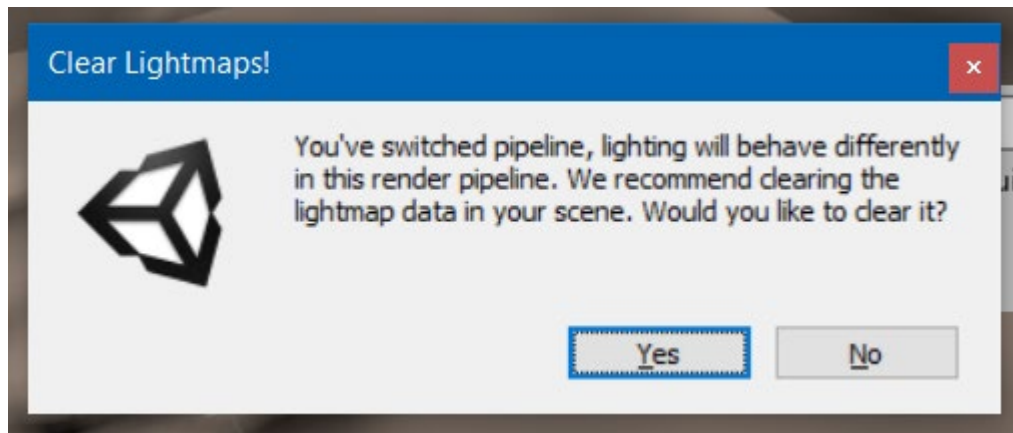 Clear Lightmaps!
You've switched pipeline, lighting will behave differently
in this render pipeline. We recommend clearing the
lightmap data in your scene. Would you like to clear it?
Yes
No